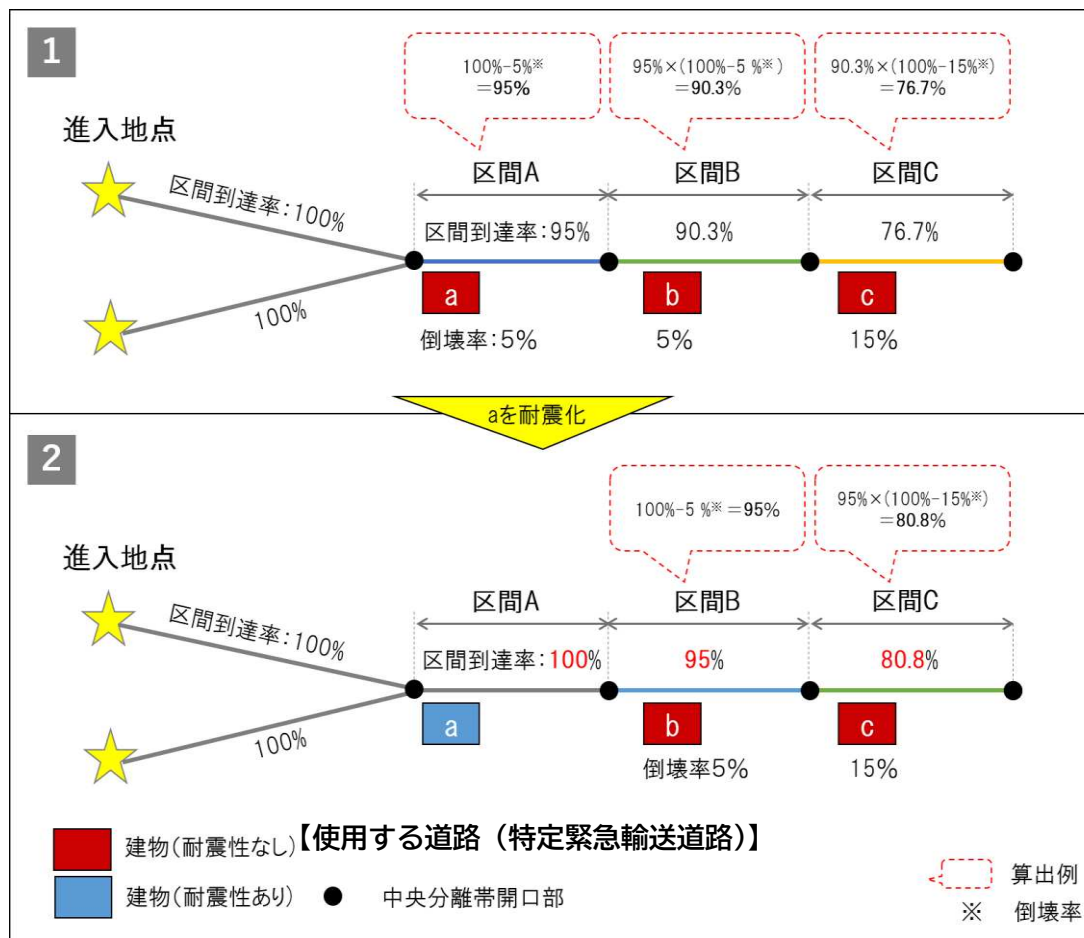 1
100%-5%※
=95%
95%×(100%-5 %※)
=90.3%
90.3%×(100%-15%※)
=76.7%
進入地点
区間A
区間B
区間C
区間到達率:100%
区間到達率:95%
90.3%
76.7%
100%
a
b
c
倒壊率:5%
5%
15%
aを耐震化
2
100%-5 %※ =95%
95%×(100%-15%※)
=80.8%
進入地点
区間A
区間B
区間C
区間到達率:100%
区間到達率:100%
95%
80.8%
100%
a
b
c
倒壊率5%
15%
建物(耐震性なし)
【使用する道路(特定緊急輸送道路)】
建物(耐震性あり)
中央分離帯開口部
算出例
※ 倒壊率